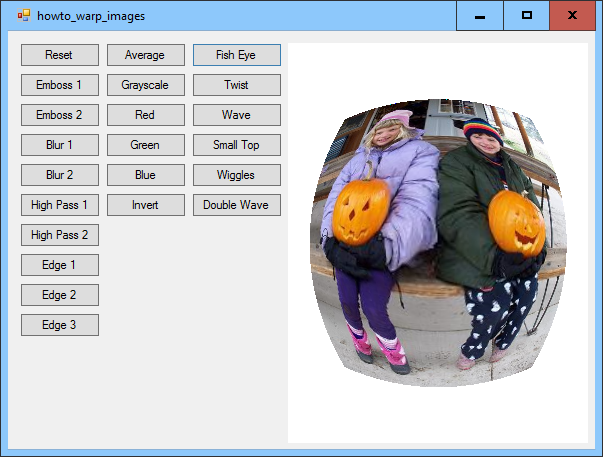 howto_warp_images
Reset Average Fish Eye
Emboss 1 Grayscale Twist
Emboss 2 Red Wave
Blur 1 Green Small Top
Blur 2 Blue Wiggles
High Pass 1 Invert Double Wave
High Pass 2
Edge 1
Edge 2
Edge 3